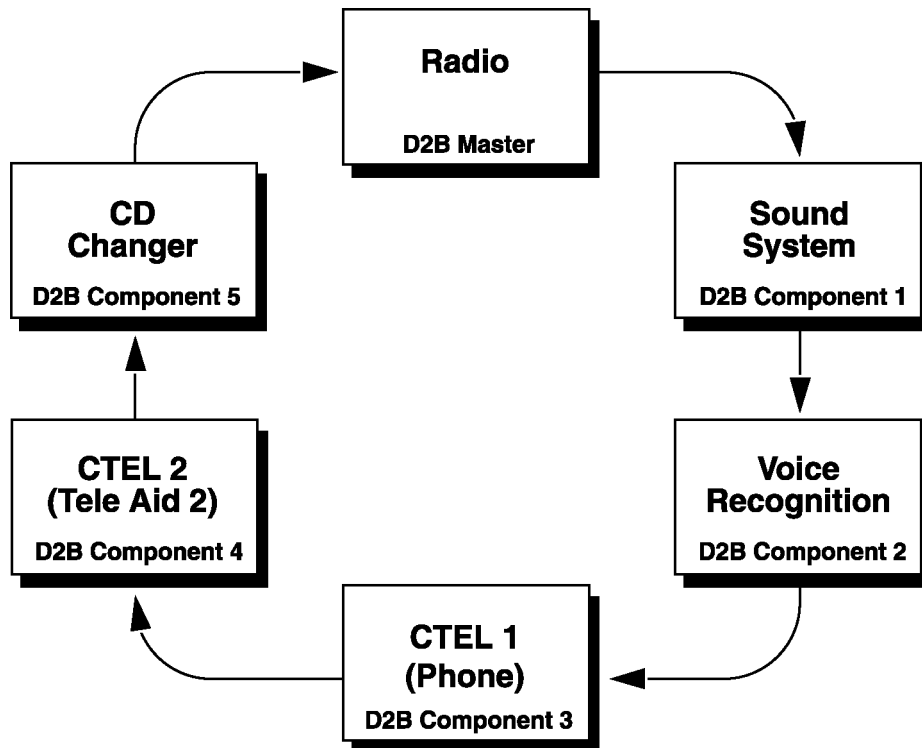 Radio
D2B Master
Sound
System
D2B Component 1
Voice
Recognition
D2B Component 2
CTEL 1
(Phone)
D2B Component 3
CTEL 2
(Tele Aid 2)
D2B Component 4
CD
Changer
D2B Component 5